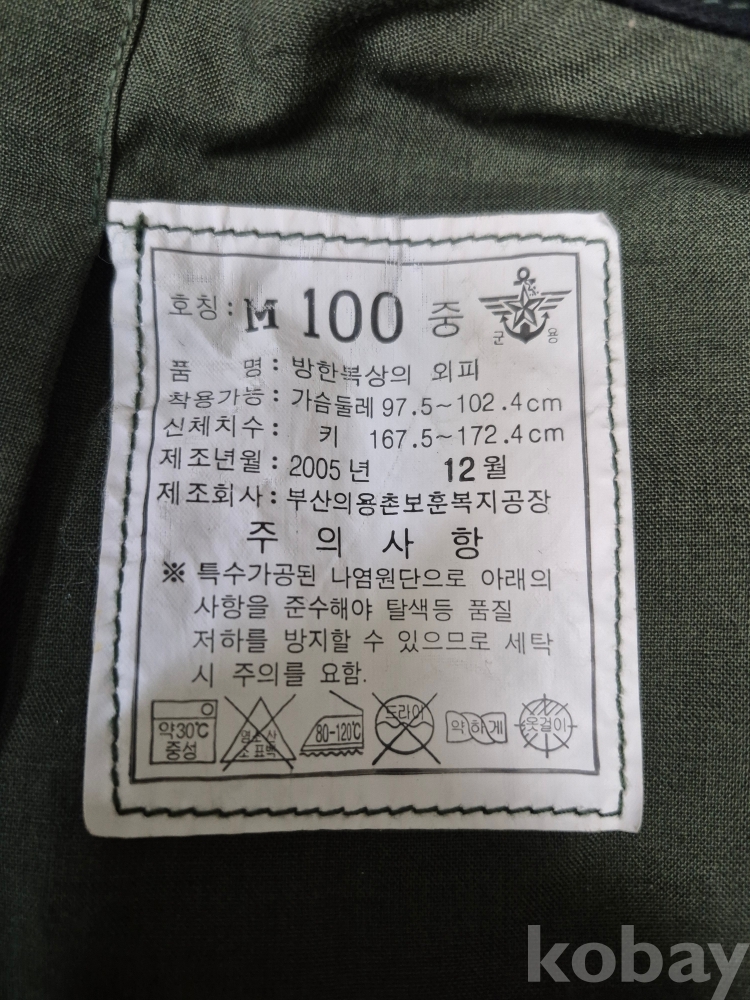 호칭: M 100 중
군 용
품 명: 방한복상의 외피
착용가능: 가슴둘레 97.5~102.4cm
신체치수: 키 167.5~172.4cm
제조년월: 2005년 12월
제조회사: 부산의용촌보훈복지공장
주 의 사 항
※ 특수가공된 나염원단으로 아래의
사항을 준수해야 탈색등 품질
저하를 방지할 수 있으므로 세탁
시 주의를 요함.
약30℃
중성
염소산
소표백
80-120℃
드라이
약하게
옷걸이
kobay